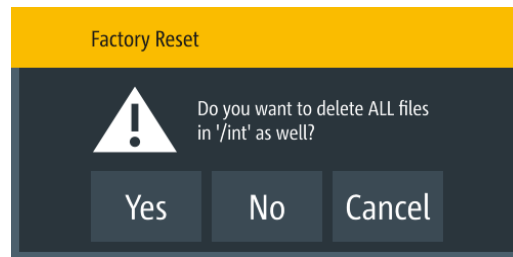 Factory Reset
Do you want to delete ALL files
in '/int' as well?
Yes No Cancel